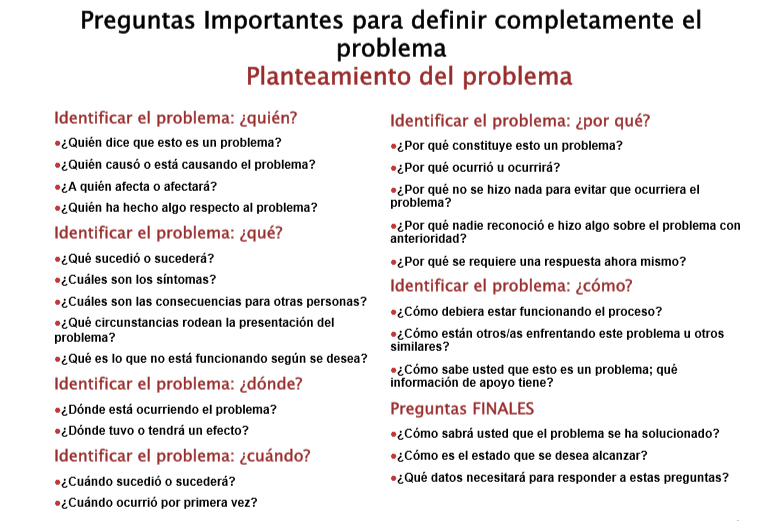 Preguntas Importantes para definir completamente el
problema
Planteamiento del problema
Identificar el problema: ¿quién?
•¿Quién dice que esto es un problema?
•¿Quién causó o está causando el problema?
•¿A quién afecta o afectará?
•¿Quién ha hecho algo respecto al problema?
Identificar el problema: ¿qué?
•¿Qué sucedió o sucederá?
•¿Cuáles son los síntomas?
•¿Cuáles son las consecuencias para otras personas?
•¿Qué circunstancias rodean la presentación del
problema?
•¿Qué es lo que no está funcionando según se desea?
Identificar el problema: ¿dónde?
•¿Dónde está ocurriendo el problema?
•¿Dónde tuvo o tendrá un efecto?
Identificar el problema: ¿cuándo?
•¿Cuándo sucedió o sucederá?
•¿Cuándo ocurrió por primera vez?
Identificar el problema: ¿por qué?
•¿Por qué constituye esto un problema?
•¿Por qué ocurrió u ocurrirá?
•¿Por qué no se hizo nada para evitar que ocurriera el
problema?
•¿Por qué nadie reconoció e hizo algo sobre el problema con
anterioridad?
•¿Por qué se requiere una respuesta ahora mismo?
Identificar el problema: ¿cómo?
•¿Cómo debiera estar funcionando el proceso?
•¿Cómo están otros/as enfrentando este problema u otros
similares?
•¿Cómo sabe usted que esto es un problema; qué
información de apoyo tiene?
Preguntas FINALES
•¿Cómo sabrá usted que el problema se ha solucionado?
•¿Cómo es el estado que se desea alcanzar?
•¿Qué datos necesitará para responder a estas preguntas?